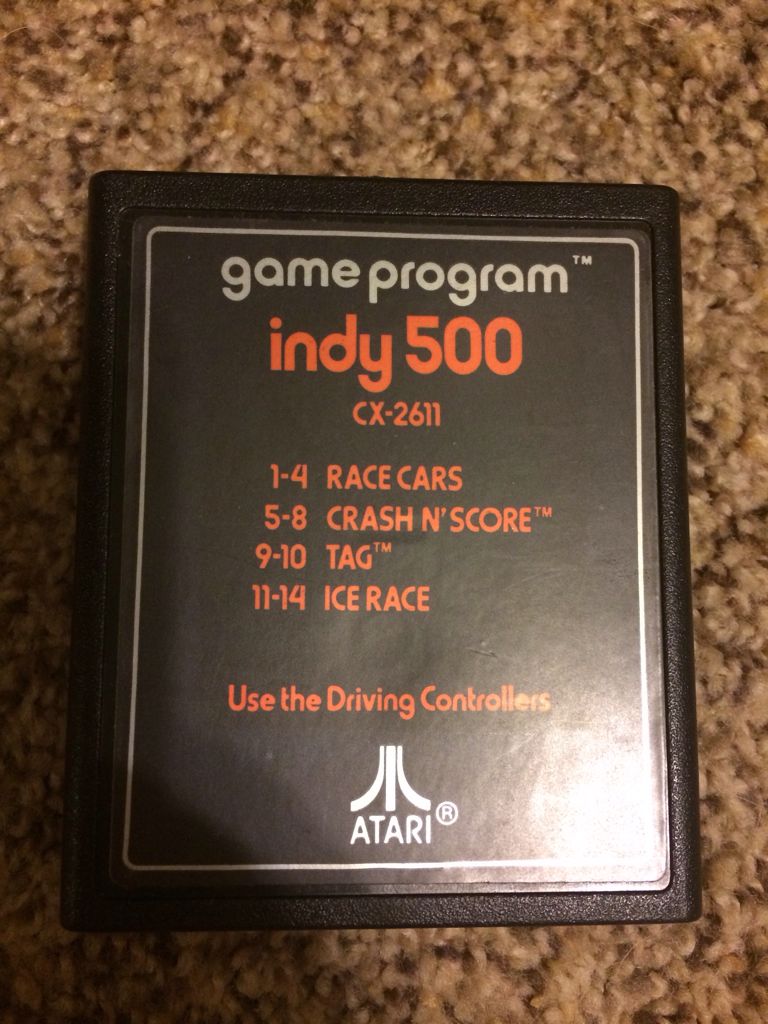 game program™
indy 500
CX-2611
1-4 RACE CARS
5-8 CRASH N' SCORE™
9-10 TAG™
11-14 ICE RACE
Use the Driving Controllers
ATARI®